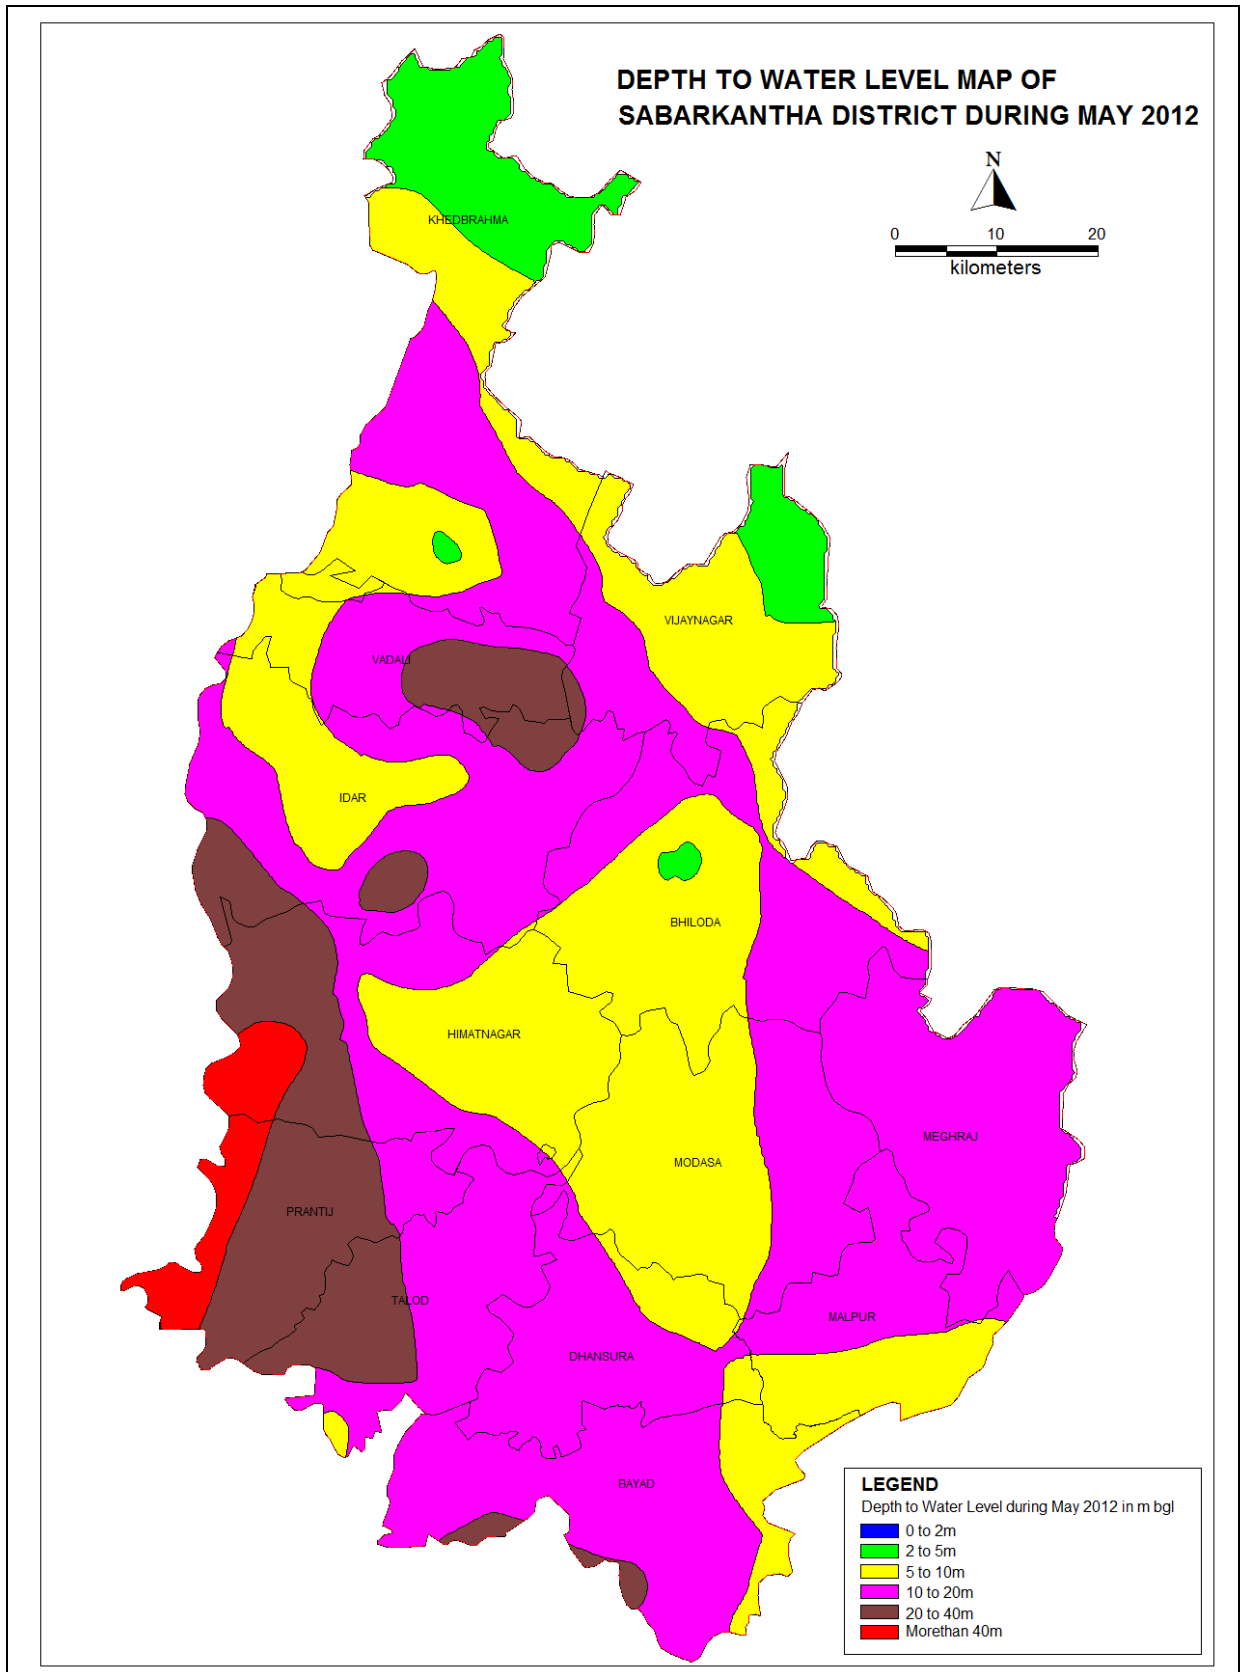 DEPTH TO WATER LEVEL MAP OF
SABARKANTHA DISTRICT DURING MAY 2012
N
0 10 20
kilometers
KHEDBRAHMA
VIJAYNAGAR
VADALI
IDAR
BHILODA
HIMATNAGAR
MEGHRAJ
MODASA
PRANTIJ
TALOD
MALPUR
DHANSURA
BAYAD
LEGEND
Depth to Water Level during May 2012 in m bgl
0 to 2m
2 to 5m
5 to 10m
10 to 20m
20 to 40m
Morethan 40m